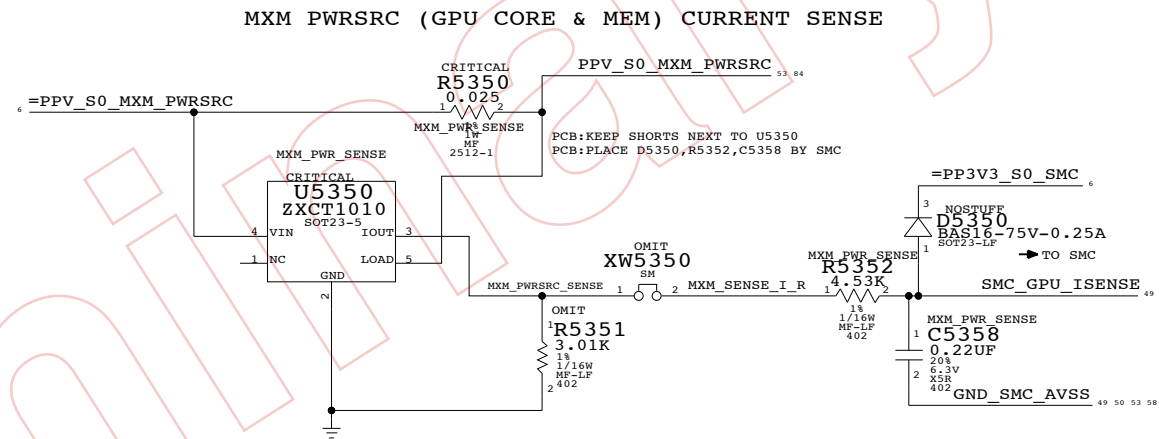 MXM PWRSRC (GPU CORE & MEM) CURRENT SENSE
CRITICAL
R5350
0.025
1 2
MXM_PWR_SENSE
1%
1W
MF
2512-1
PPV_S0_MXM_PWRSRC
53 84
6
=PPV_S0_MXM_PWRSRC
PCB:KEEP SHORTS NEXT TO U5350
PCB:PLACE D5350,R5352,C5358 BY SMC
MXM_PWR_SENSE
CRITICAL
U5350
ZXCT1010
SOT23-5
4 VIN IOUT 3
1 NC LOAD 5
GND
2
=PP3V3_S0_SMC
6
3
NOSTUFF
D5350
BAS16-75V-0.25A
SOT23-LF
1
TO SMC
OMIT
XW5350
SM
MXM_PWRSRC_SENSE
1 2
MXM_SENSE_I_R
MXM_PWR_SENSE
R5352
4.53K
1 2
1%
1/16W
MF-LF
402
SMC_GPU_ISENSE
49
OMIT
1
R5351
3.01K
1%
1/16W
MF-LF
402
2
MXM_PWR_SENSE
1
C5358
0.22UF
20%
6.3V
X5R
402
2
GND_SMC_AVSS
49 50 53 58
inary